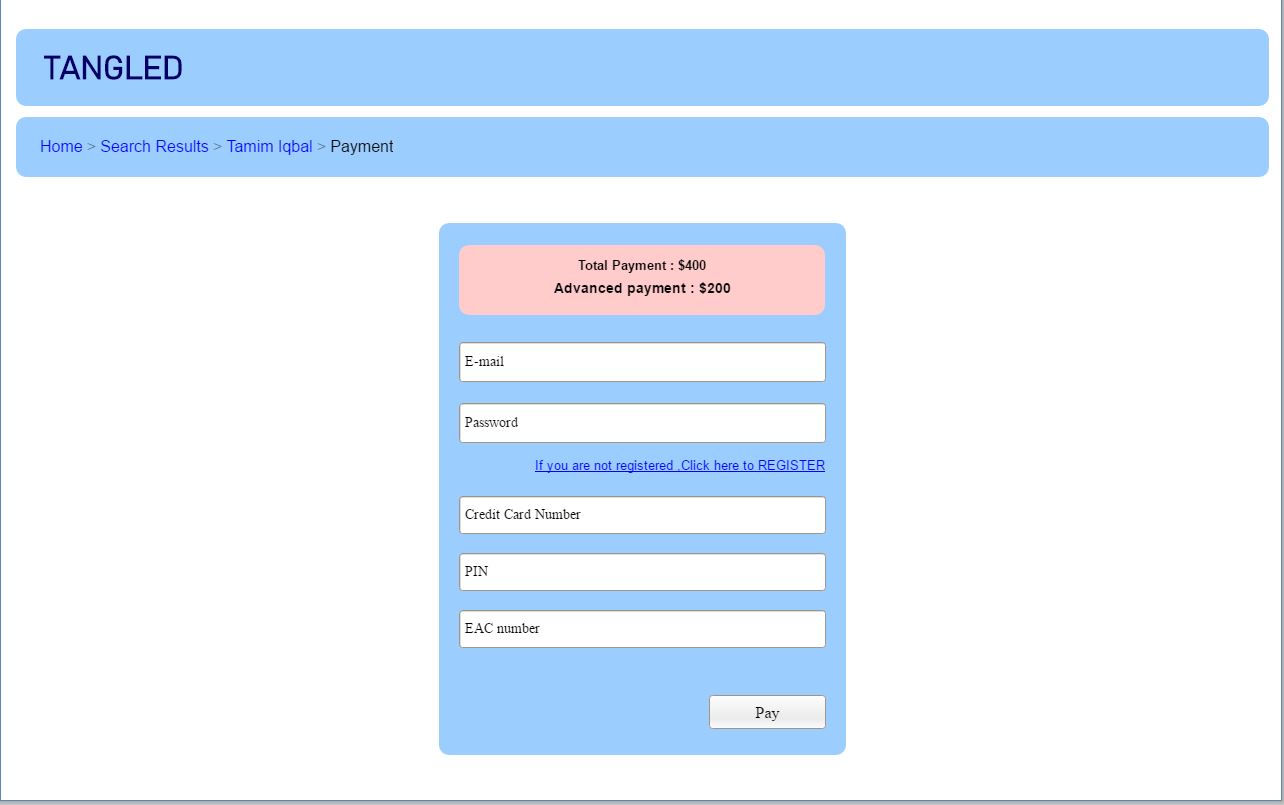 TANGLED
Home > Search Results > Tamim Iqbal > Payment
Total Payment : $400
Advanced payment : $200
E-mail
Password
If you are not registered .Click here to REGISTER
Credit Card Number
PIN
EAC number
Pay